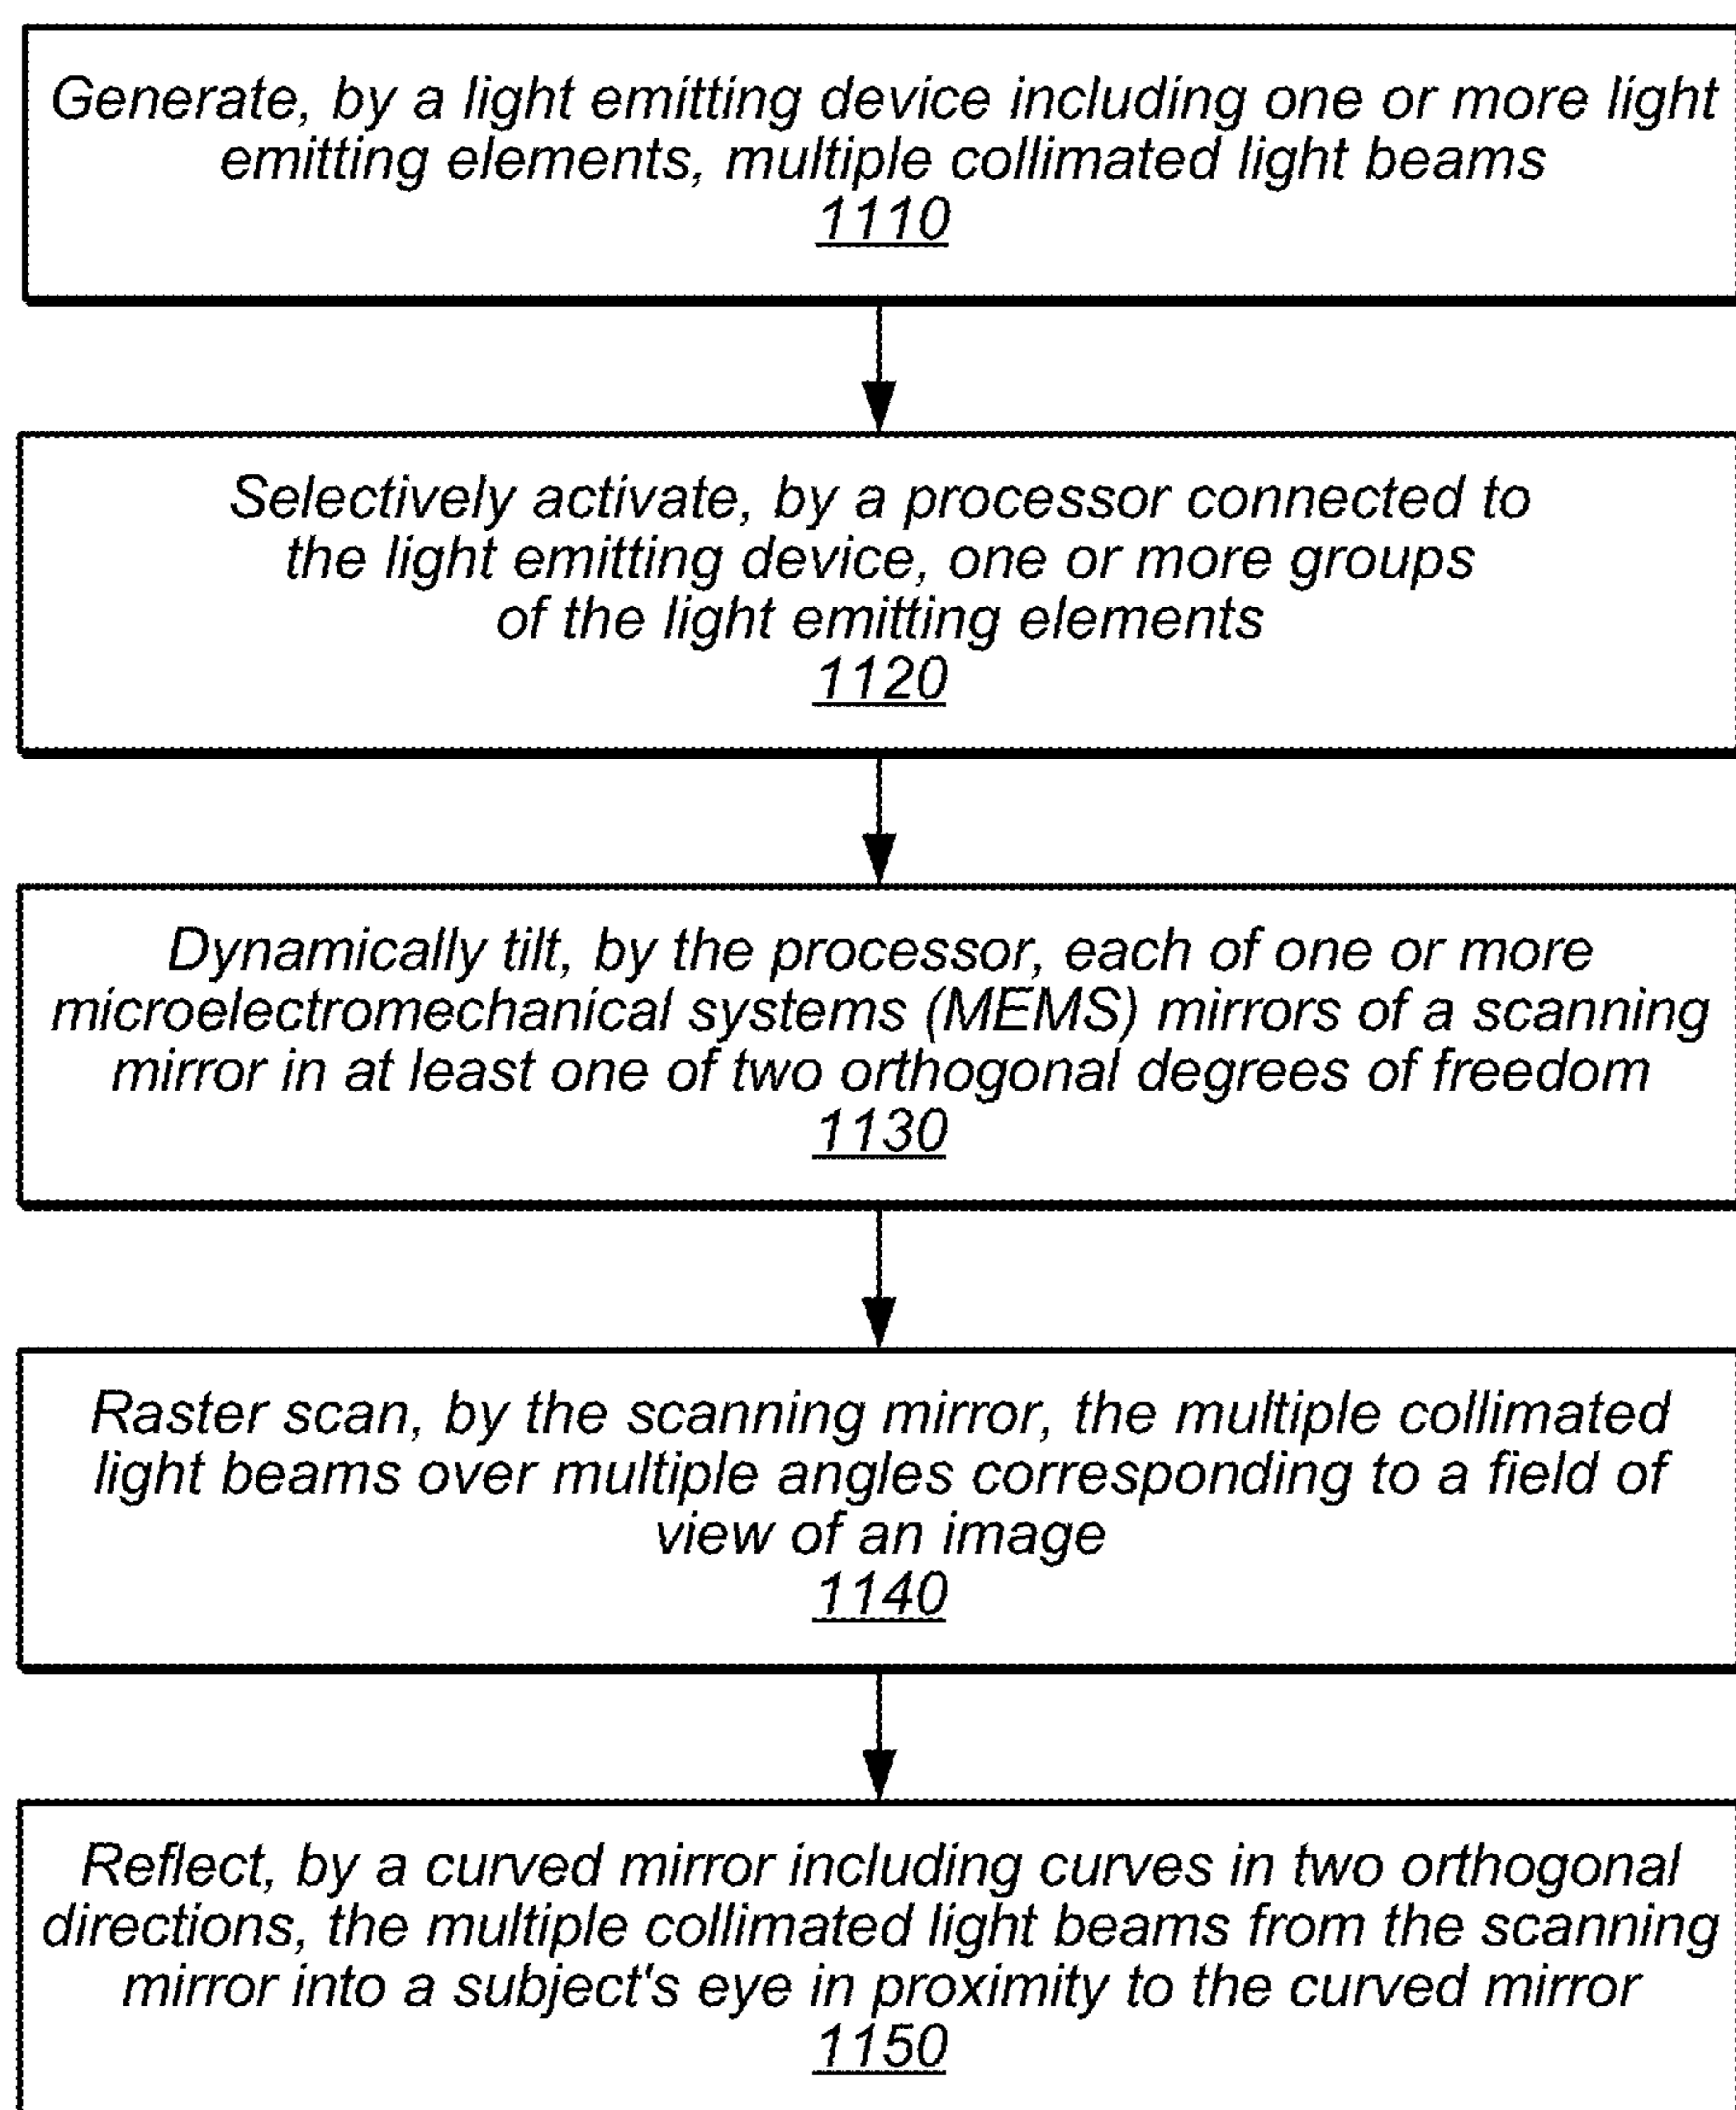 Generate, by a light emitting device including one or more light
emitting elements, multiple collimated light beams
1110
Selectively activate, by a processor connected to
the light emitting device, one or more groups
of the light emitting elements
1120
Dynamically tilt, by the processor, each of one or more
microelectromechanical systems (MEMS) mirrors of a scanning
mirror in at least one of two orthogonal degrees of freedom
1130
Raster scan, by the scanning mirror, the multiple collimated
light beams over multiple angles corresponding to a field of
view of an image
1140
Reflect, by a curved mirror including curves in two orthogonal
directions, the multiple collimated light beams from the scanning
mirror into a subject's eye in proximity to the curved mirror
1150